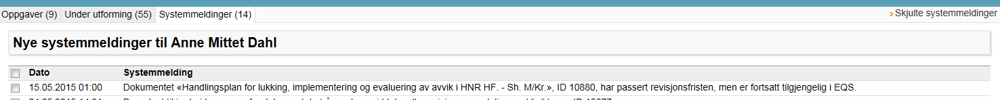 Oppgaver (9) Under utforming (55) Systemmeldinger (14) Skjulte systemmeldinger
Nye systemmeldinger til Anne Mittet Dahl
Dato Systemmelding
15.05.2015 01:00 Dokumentet «Handlingsplan for lukking, implementering og evaluering av avvik i HNR HF. - Sh. M/Kr.», ID 10880, har passert revisjonsfristen, men er fortsatt tilgjengelig i EQS.